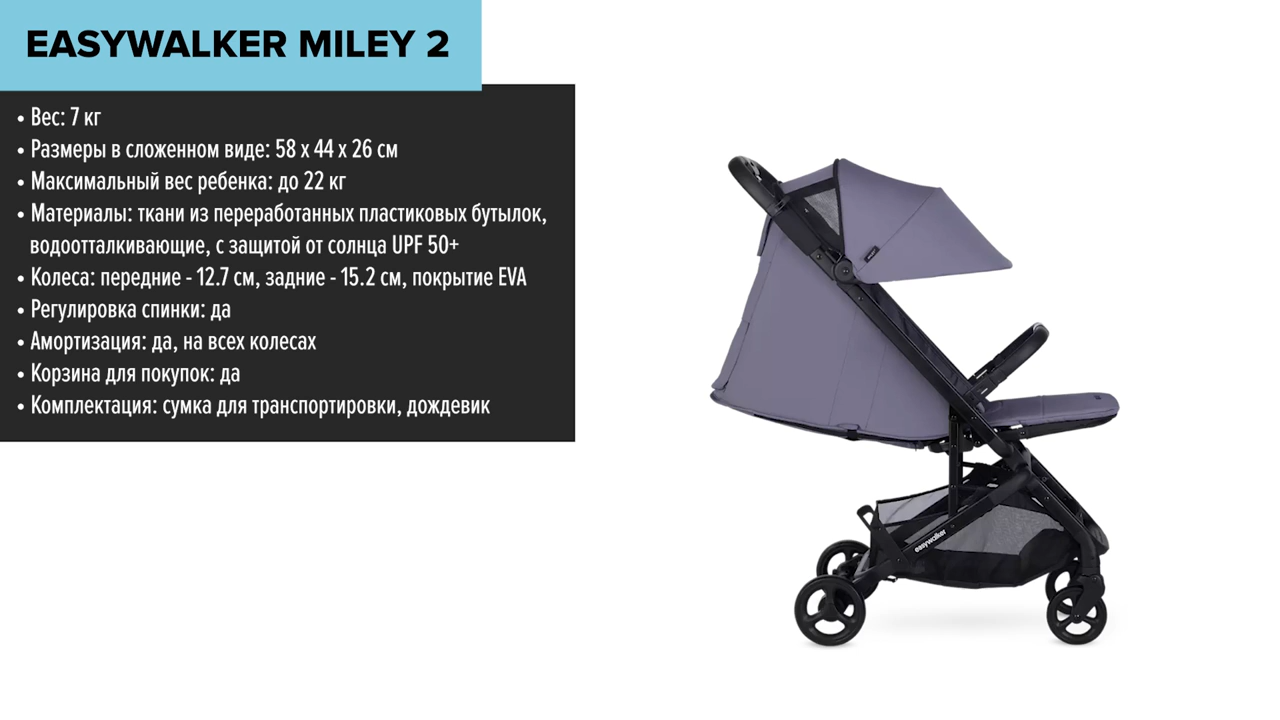 EASYWALKER MILEY 2
• Вес: 7 кг
• Размеры в сложенном виде: 58 х 44 х 26 см
• Максимальный вес ребенка: до 22 кг
• Материалы: ткани из переработанных пластиковых бутылок,
водоотталкивающие, с защитой от солнца UPF 50+
• Колеса: передние - 12.7 см, задние - 15.2 см, покрытие EVA
• Регулировка спинки: да
• Амортизация: да, на всех колесах
• Корзина для покупок: да
• Комплектация: сумка для транспортировки, дождевик
easywalker